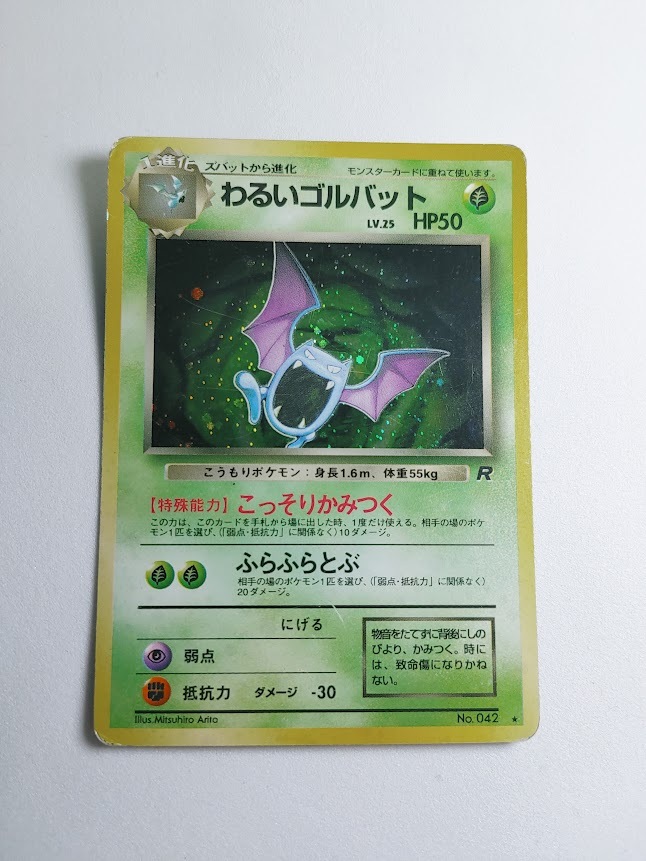 1進化
ズバットから進化
モンスターカードに重ねて使います。
わるいゴルバット
LV.25 HP50
こうもりポケモン：身長1.6m、体重55kg
R
【特殊能力】こっそりかみつく
この力は、このカードを手札から場に出した時、1度だけ使える。相手の場のポケ
モン1匹を選び、（「弱点・抵抗力」に関係なく）10ダメージ。
ふらふらとぶ
相手の場のポケモン1匹を選び、（「弱点・抵抗力」に関係なく）
20ダメージ。
にげる
弱点
抵抗力 ダメージ -30
物音をたてずに背後にしの
びより、かみつく。時に
は、致命傷になりかね
ない。
Illus.Mitsuhiro Arita
No. 042 ★